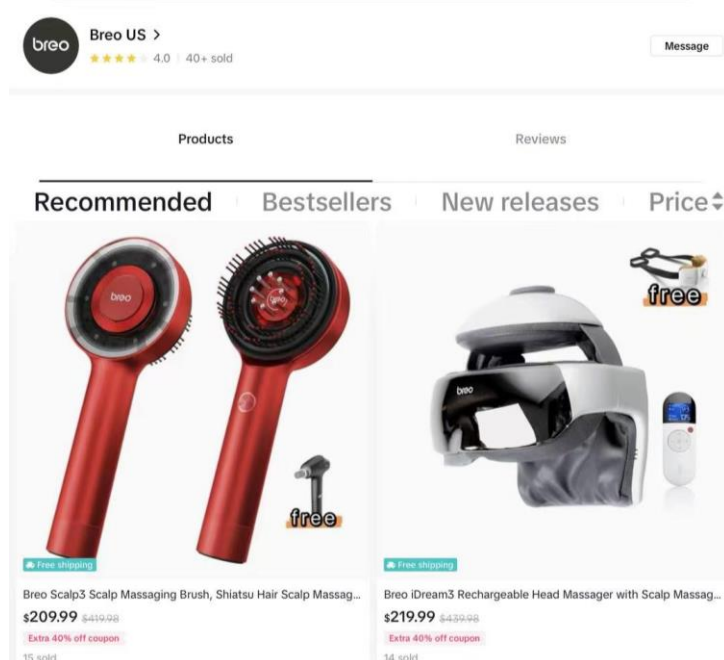 breo
Breo US >
4.0 | 40+ sold
Message
Products
Reviews
Recommended
Bestsellers
New releases
Price
breo
breo
free
Free shipping
Breo Scalp3 Scalp Massaging Brush, Shiatsu Hair Scalp Massag...
$209.99 $419.98
Extra 40% off coupon
15 sold
free
breo
Free shipping
Breo iDream3 Rechargeable Head Massager with Scalp Massag...
$219.99 $439.98
Extra 40% off coupon
14 sold